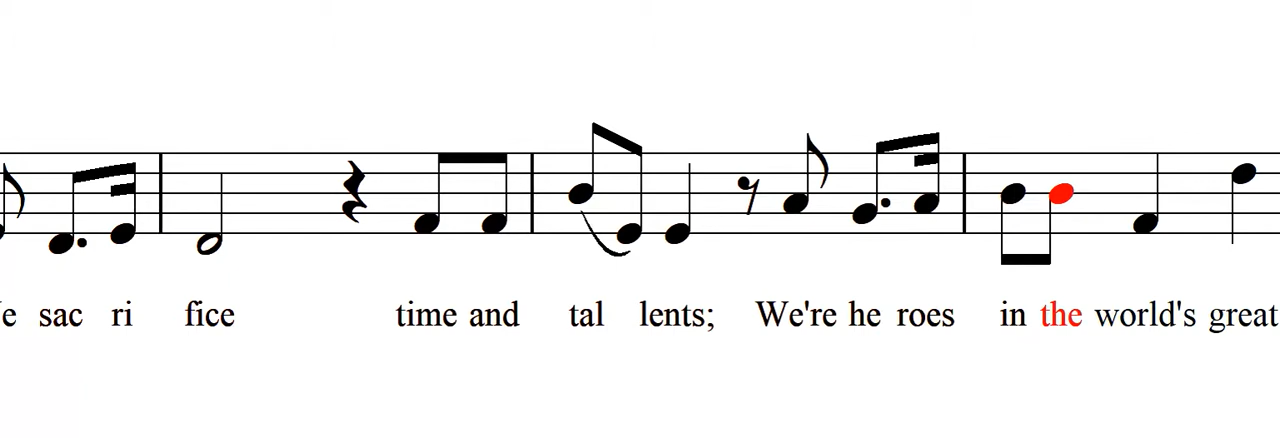 sac ri fice time and tal lents; We're he roes in the world's great